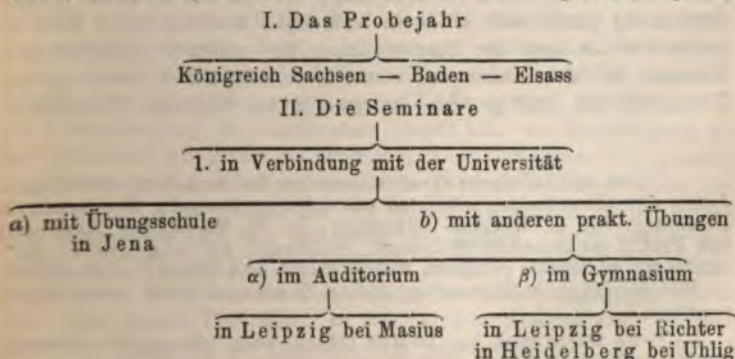 I. Das Probejahr
Königreich Sachsen — Baden — Elsass
II. Die Seminare
1. in Verbindung mit der Universität
a) mit Übungsschule b) mit anderen prakt. Übungen
in Jena
α) im Auditorium β) im Gymnasium
in Leipzig bei Masius in Leipzig bei Richter
in Heidelberg bei Uhlig